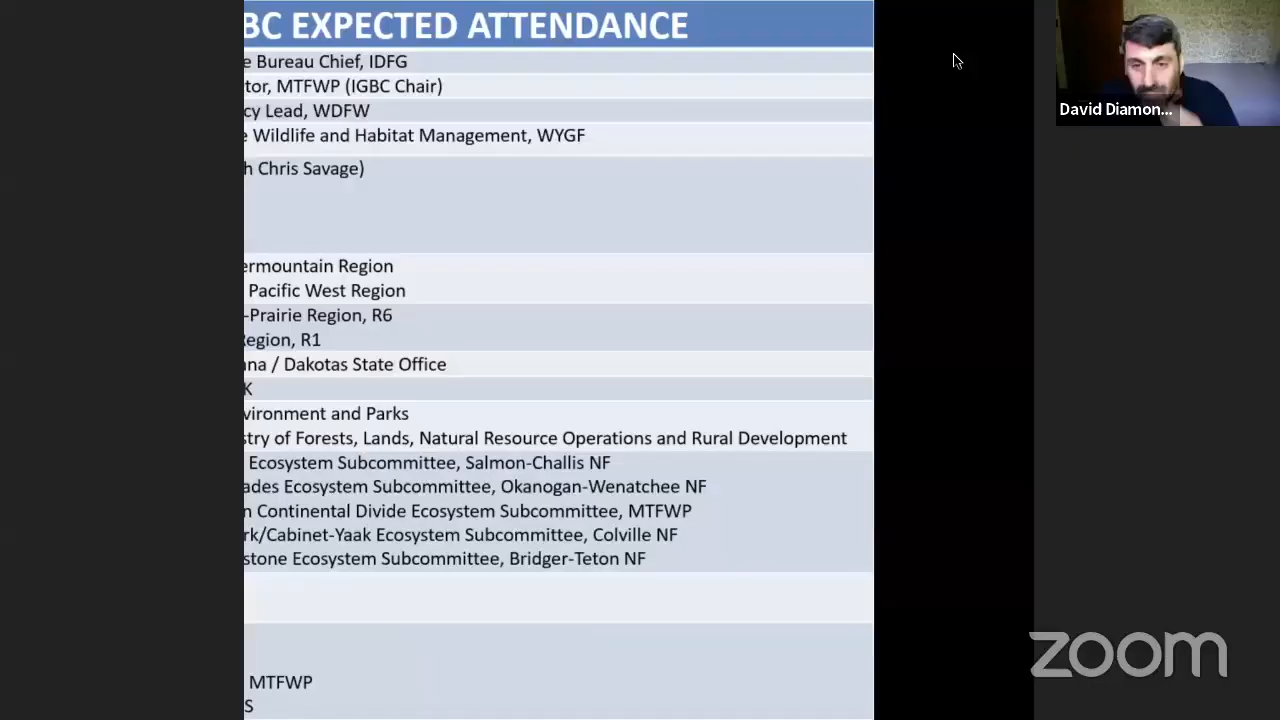 BC EXPECTED ATTENDANCE
e Bureau Chief, IDFG
tor, MTFWP (IGBC Chair)
cy Lead, WDFW
e Wildlife and Habitat Management, WYGF
h Chris Savage)
ermountain Region
Pacific West Region
-Prairie Region, R6
Region, R1
ana / Dakotas State Office
K
vironment and Parks
stry of Forests, Lands, Natural Resource Operations and Rural Development
Ecosystem Subcommittee, Salmon-Challis NF
ades Ecosystem Subcommittee, Okanogan-Wenatchee NF
n Continental Divide Ecosystem Subcommittee, MTFWP
rk/Cabinet-Yaak Ecosystem Subcommittee, Colville NF
stone Ecosystem Subcommittee, Bridger-Teton NF
MTFWP
S
David Diamon...
zoom